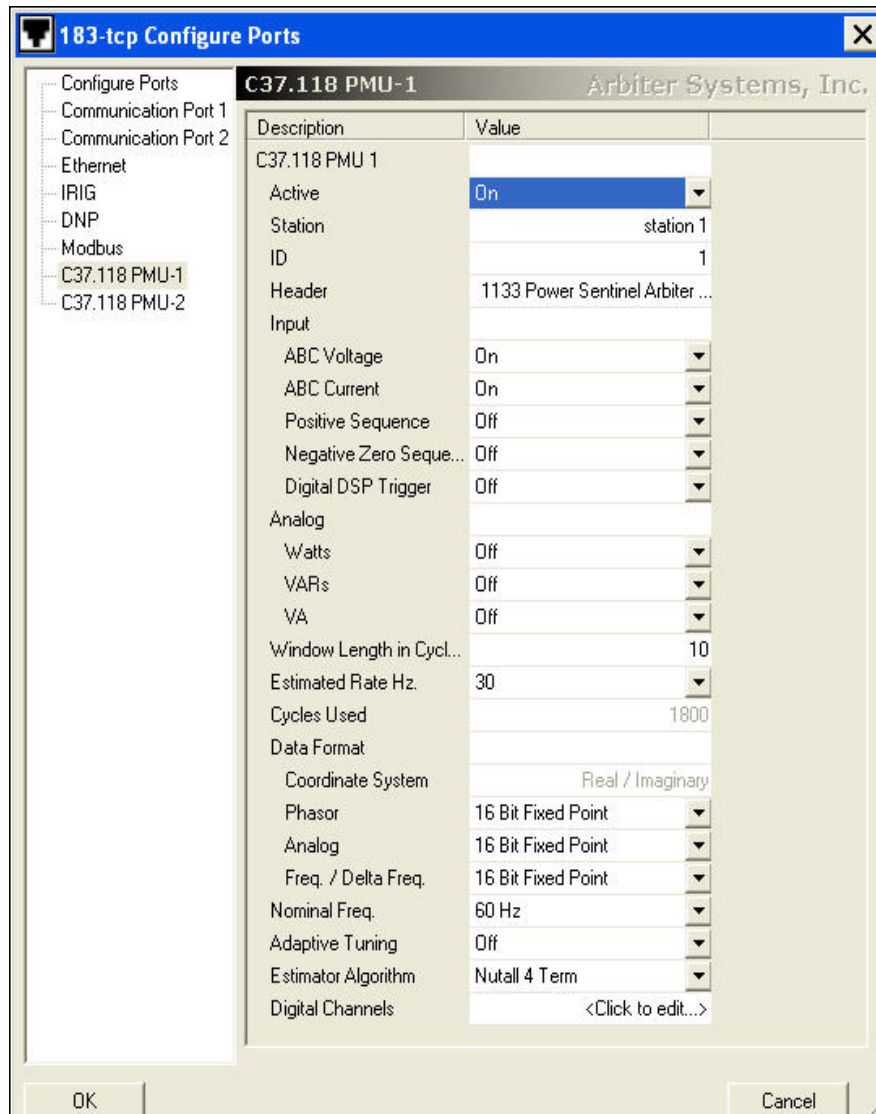 183-tcp Configure Ports
Configure Ports
Communication Port 1
Communication Port 2
Ethernet
IRIG
DNP
Modbus
C37.118 PMU-1
C37.118 PMU-2
C37.118 PMU-1 Arbiter Systems, Inc.
Description Value
C37.118 PMU 1
Active On
Station station 1
ID 1
Header 1133 Power Sentinel Arbiter ...
Input
ABC Voltage On
ABC Current On
Positive Sequence Off
Negative Zero Seque... Off
Digital DSP Trigger Off
Analog
Watts Off
VARs Off
VA Off
Window Length in Cycl... 10
Estimated Rate Hz. 30
Cycles Used 1800
Data Format
Coordinate System Real / Imaginary
Phasor 16 Bit Fixed Point
Analog 16 Bit Fixed Point
Freq. / Delta Freq. 16 Bit Fixed Point
Nominal Freq. 60 Hz
Adaptive Tuning Off
Estimator Algorithm Nutall 4 Term
Digital Channels <Click to edit...>
OK Cancel